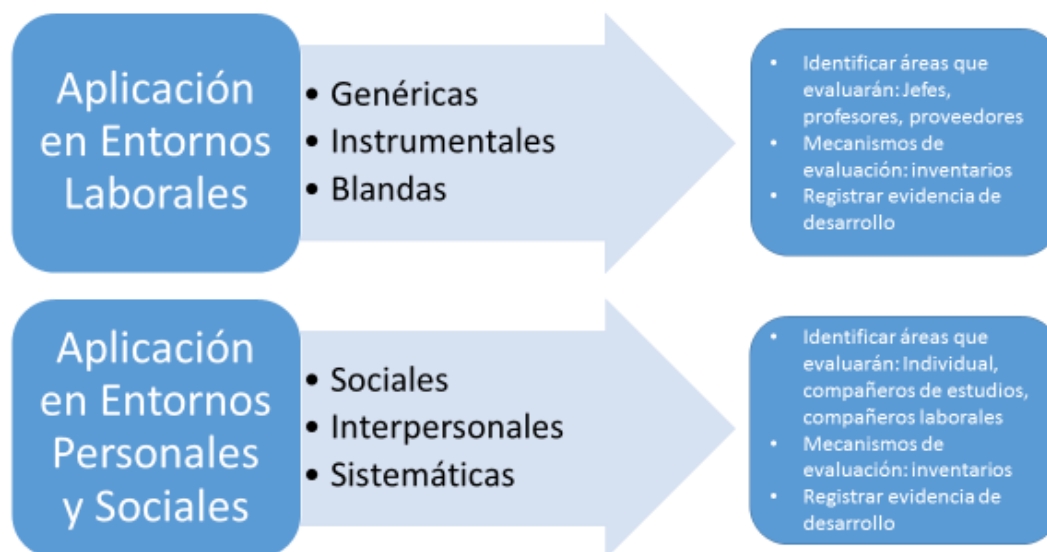 Aplicación
en Entornos
Laborales
• Genéricas
• Instrumentales
• Blandas
• Identificar áreas que
evaluarán: Jefes,
profesores, proveedores
• Mecanismos de
evaluación: inventarios
• Registrar evidencia de
desarrollo
Aplicación
en Entornos
Personales
y Sociales
• Sociales
• Interpersonales
• Sistemáticas
• Identificar áreas que
evaluarán: Individual,
compañeros de estudios,
compañeros laborales
• Mecanismos de
evaluación: inventarios
• Registrar evidencia de
desarrollo